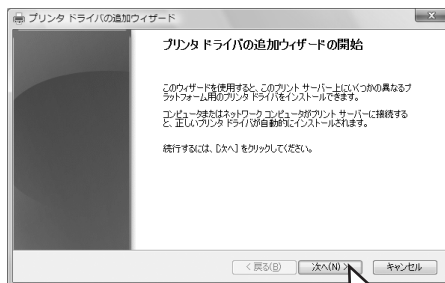 プリンタ ドライバの追加ウィザード
プリンタ ドライバの追加ウィザードの開始
このウィザードを使用すると、このプリント サーバー上にいくつかの異なるプ
ラットフォーム用のプリンタ ドライバをインストールできます。
コンピュータまたはネットワーク コンピュータがプリント サーバーに接続する
と、正しいプリンタ ドライバが自動的にインストールされます。
続行するには、[次へ] をクリックしてください。
< 戻る(B)
次へ(N) >
キャンセル